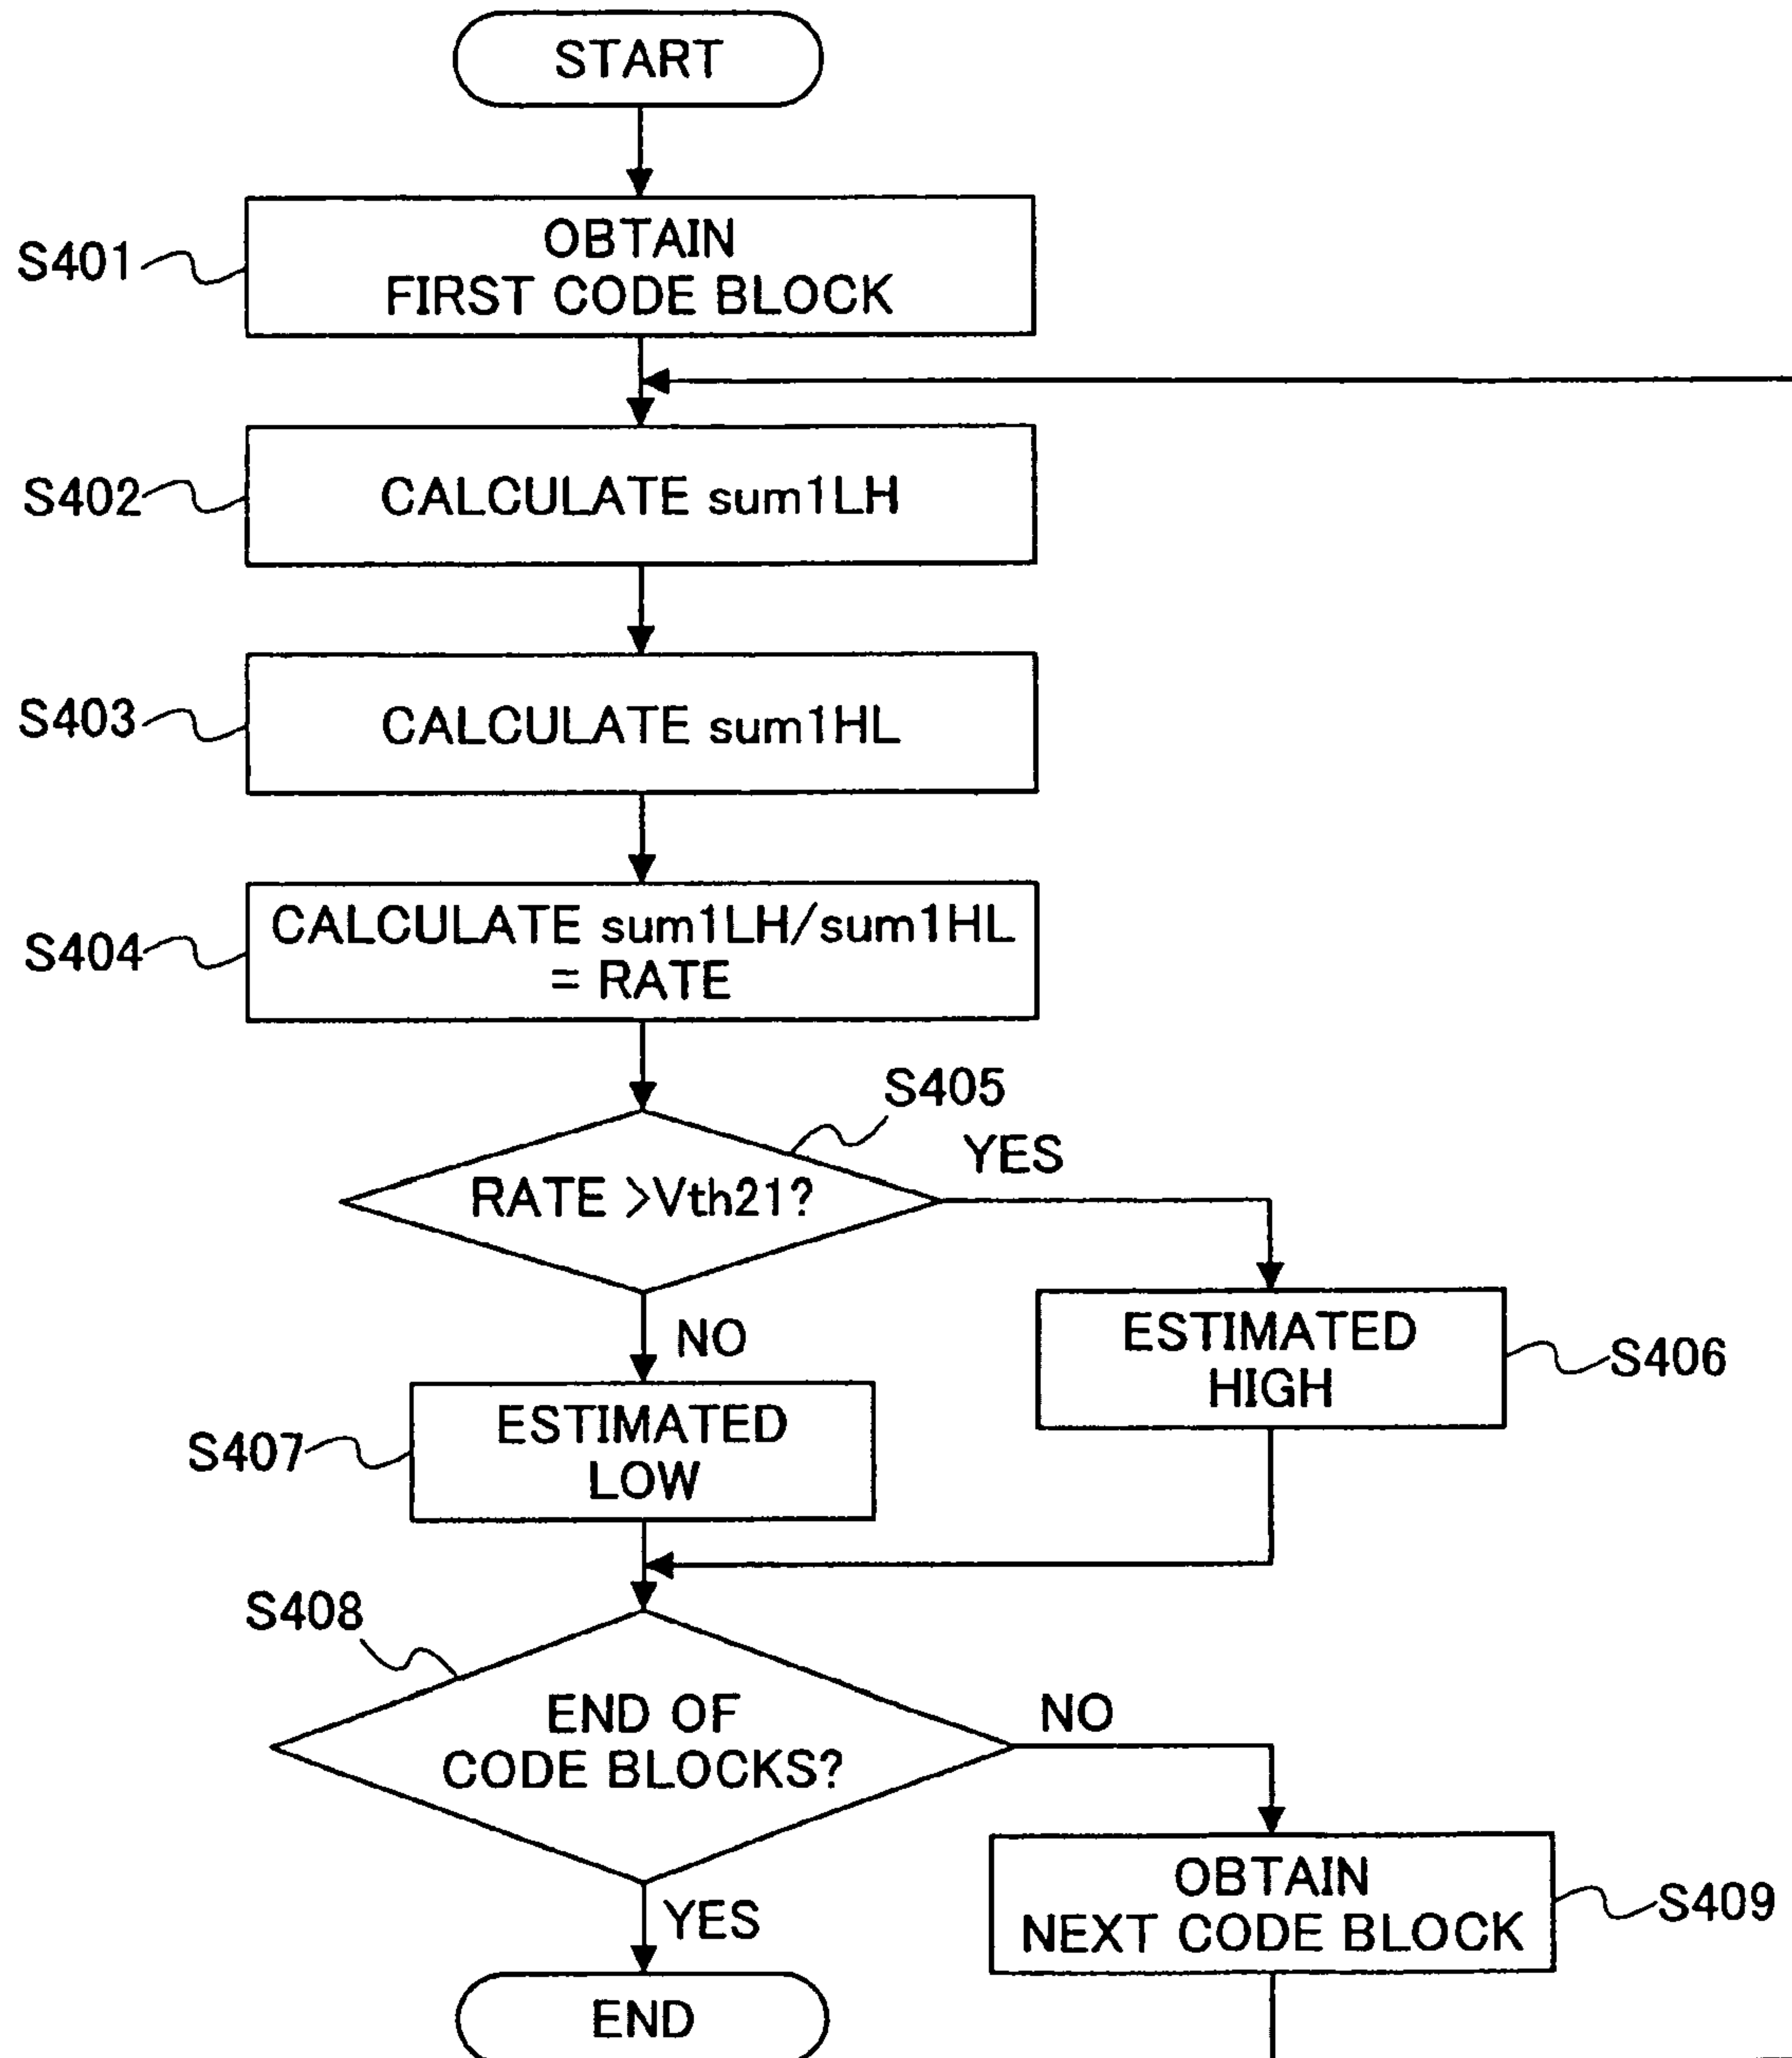 START
S401
OBTAIN
FIRST CODE BLOCK
S402
CALCULATE sum1LH
S403
CALCULATE sum1HL
S404
CALCULATE sum1LH/sum1HL
= RATE
S405
RATE >Vth21?
YES
NO
ESTIMATED
HIGH
S406
S407
ESTIMATED
LOW
S408
END OF
CODE BLOCKS?
NO
YES
OBTAIN
NEXT CODE BLOCK
S409
END